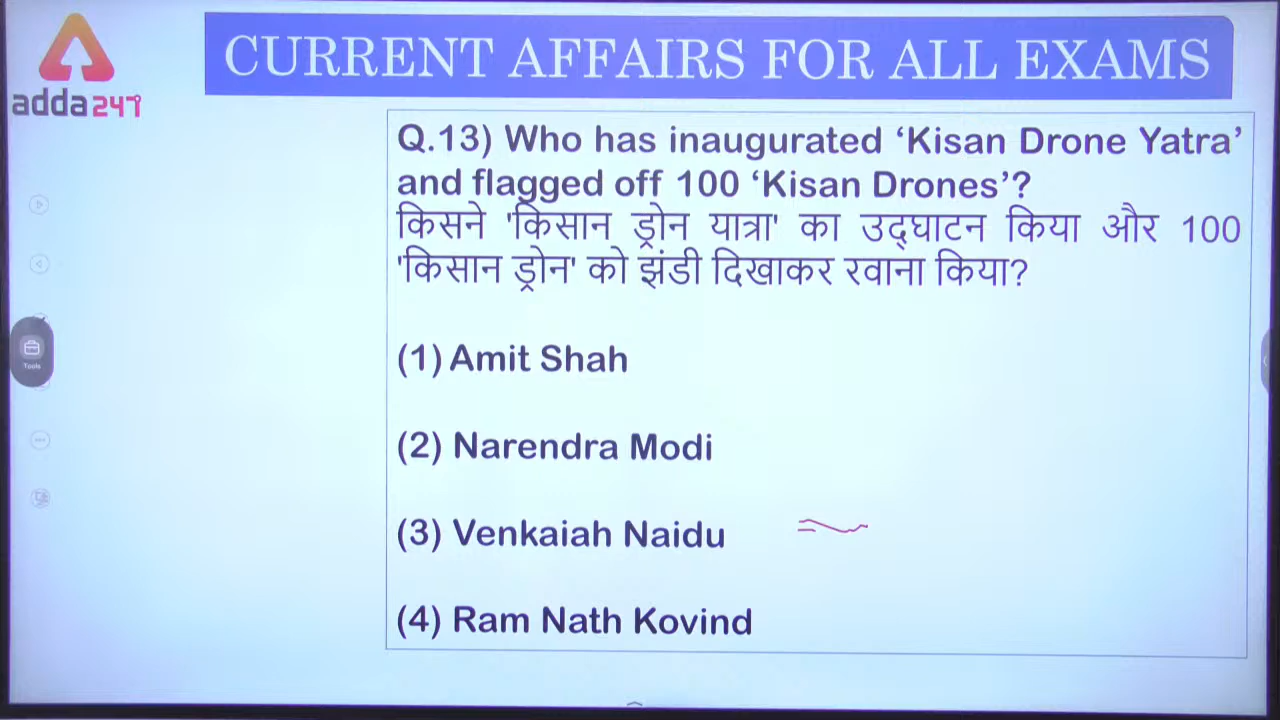 adda247
CURRENT AFFAIRS FOR ALL EXAMS
Q.13) Who has inaugurated ‘Kisan Drone Yatra’
and flagged off 100 ‘Kisan Drones’?
किसने 'किसान ड्रोन यात्रा' का उद्घाटन किया और 100
'किसान ड्रोन' को झंडी दिखाकर रवाना किया?
(1) Amit Shah
(2) Narendra Modi
(3) Venkaiah Naidu
(4) Ram Nath Kovind
Tools